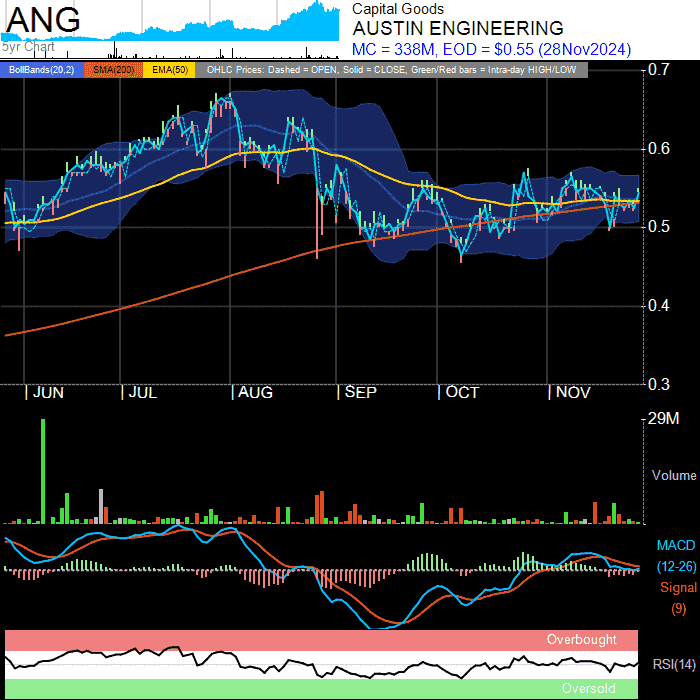 ANG
5yr Chart
Capital Goods
AUSTIN ENGINEERING
MC = 338M, EOD = $0.55 (28Nov2024)
BollBands(20,2) SMA(200) EMA(50) OHLC Prices: Dashed = OPEN, Solid = CLOSE, Green/Red bars = Intra-day HIGH/LOW
0.7
0.6
0.5
0.4
0.3
JUN JUL AUG SEP OCT NOV
29M
Volume
MACD
(12-26)
Signal
(9)
Overbought
RSI(14)
Oversold